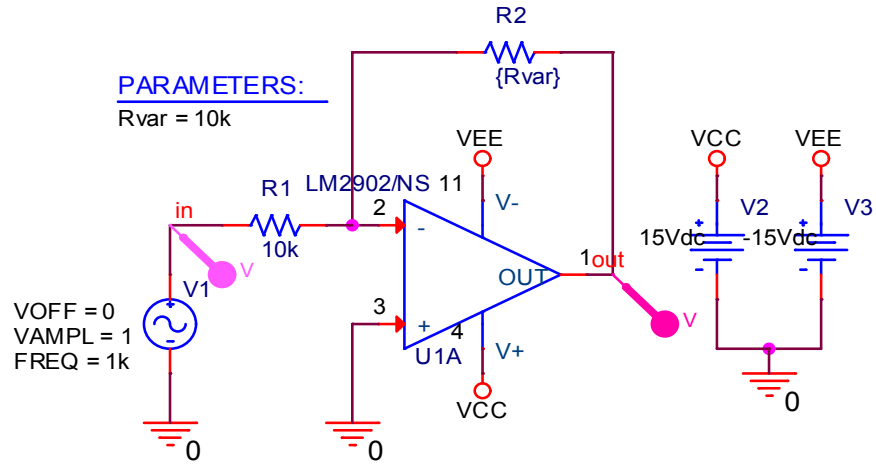 R2
{Rvar}
PARAMETERS:
Rvar = 10k
VEE
VCC
VEE
R1
LM2902/NS
11
in
2
-
V-
V2
V3
10k
15Vdc
-15Vdc
V
V1
OUT
1
out
VOFF = 0
VAMPL = 1
FREQ = 1k
3
+
4
V
U1A
V+
VCC
0
0
0